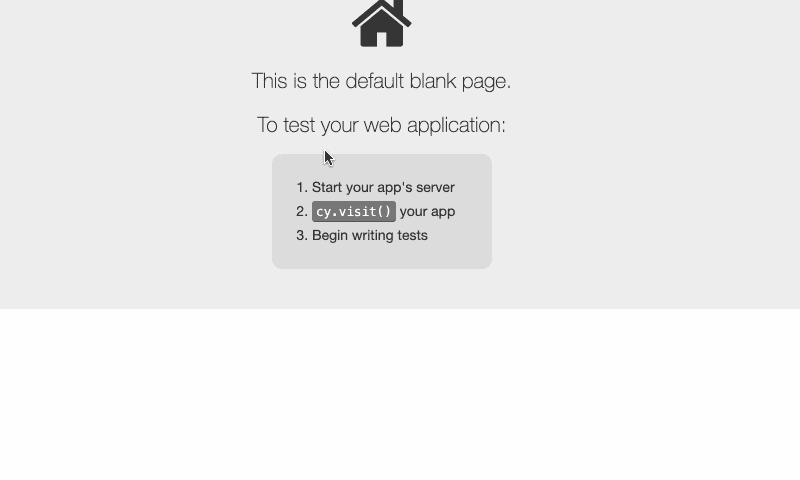 This is the default blank page.
To test your web application:
1. Start your app's server
2. cy.visit() your app
3. Begin writing tests